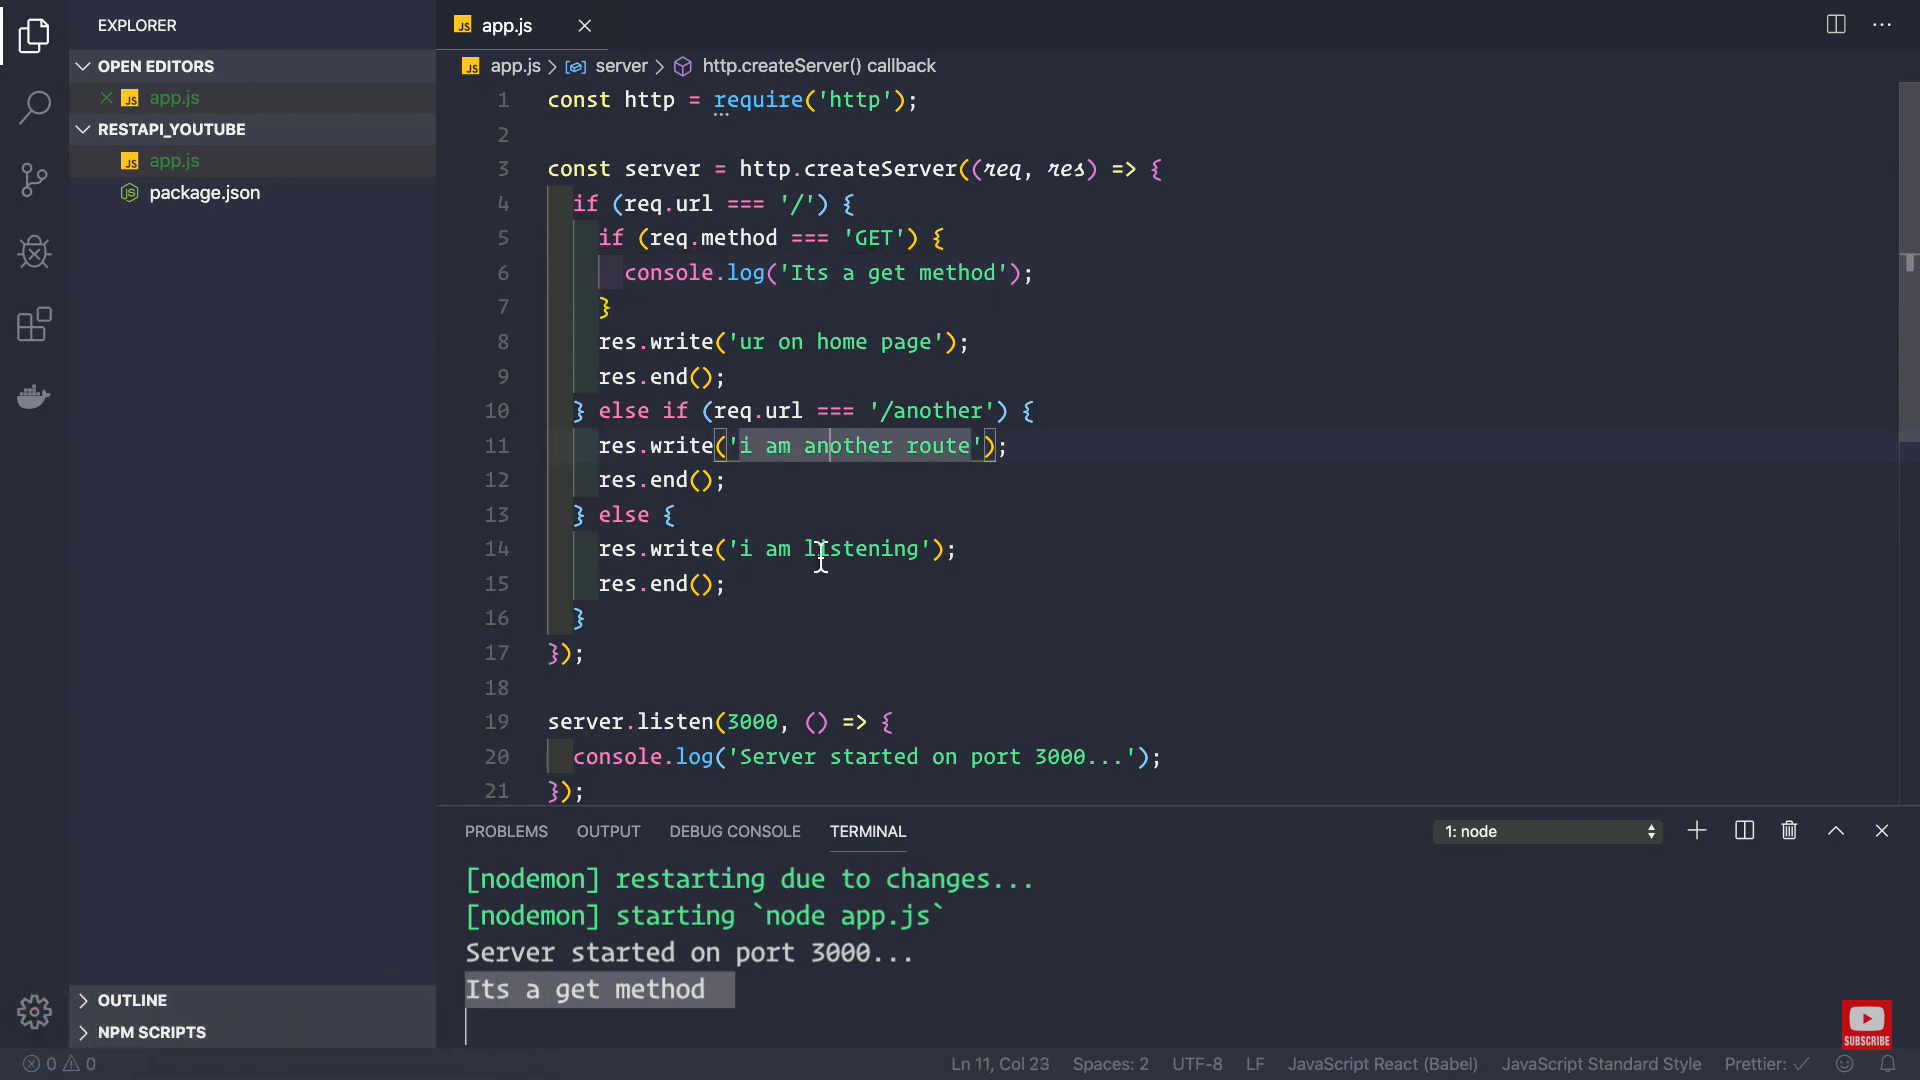 EXPLORER
OPEN EDITORS
app.js
RESTAPI_YOUTUBE
app.js
package.json
OUTLINE
NPM SCRIPTS
app.js
app.js > server > http.createServer() callback
1 const http = require('http');
2
3 const server = http.createServer((req, res) => {
4 if (req.url === '/') {
5 if (req.method === 'GET') {
6 console.log('Its a get method');
7 }
8 res.write('ur on home page');
9 res.end();
10 } else if (req.url === '/another') {
11 res.write('i am another route');
12 res.end();
13 } else {
14 res.write('i am listening');
15 res.end();
16 }
17 });
18
19 server.listen(3000, () => {
20 console.log('Server started on port 3000...');
21 });
PROBLEMS OUTPUT DEBUG CONSOLE TERMINAL 1: node
[nodemon] restarting due to changes...
[nodemon] starting `node app.js`
Server started on port 3000...
Its a get method
SUBSCRIBE
0 0 Ln 11, Col 23 Spaces: 2 UTF-8 LF JavaScript React (Babel) JavaScript Standard Style Prettier: ✓